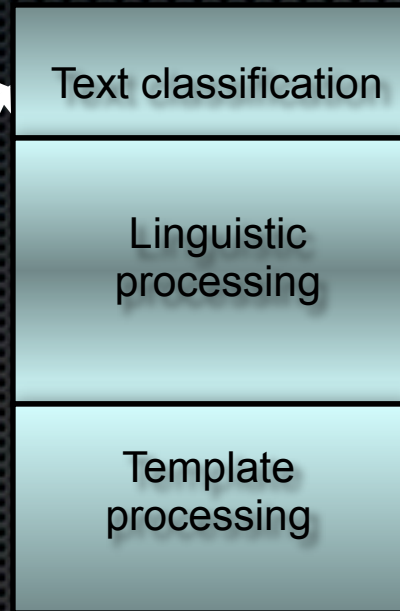 Text classification
Linguistic
processing
Template
processing